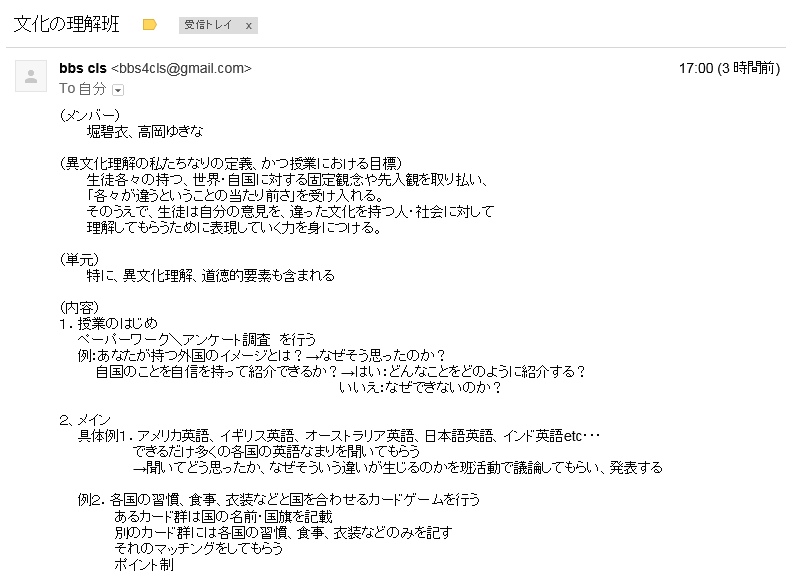 文化の理解班
受信トレイ x
bbs cls <bbs4cls@gmail.com>
17:00 (3 時間前)
To 自分
（メンバー）
堀碧衣、高岡ゆきな
（異文化理解の私たちなりの定義、かつ授業における目標）
生徒各々の持つ、世界・自国に対する固定観念や先入観を取り払い、
「各々が違うということの当たり前さ」を受け入れる。
そのうえで、生徒は自分の意見を、違った文化を持つ人・社会に対して
理解してもらうために表現していく力を身につける。
（単元）
特に、異文化理解、道徳的要素も含まれる
（内容）
１．授業のはじめ
ペーパーワーク＼アンケート調査　を行う
例：あなたが持つ外国のイメージとは？→なぜそう思ったのか？
自国のことを自信を持って紹介できるか？→はい：どんなことをどのように紹介する？
いいえ：なぜできないのか？
２、メイン
具体例１．アメリカ英語、イギリス英語、オーストラリア英語、日本語英語、インド英語etc・・・
できるだけ多くの各国の英語なまりを聞いてもらう
→聞いてどう思ったか、なぜそういう違いが生じるのかを班活動で議論してもらい、発表する
例２．各国の習慣、食事、衣装などと国を合わせるカードゲームを行う
あるカード群は国の名前・国旗を記載
別のカード群には各国の習慣、食事、衣装などのみを記す
それのマッチングをしてもらう
ポイント制